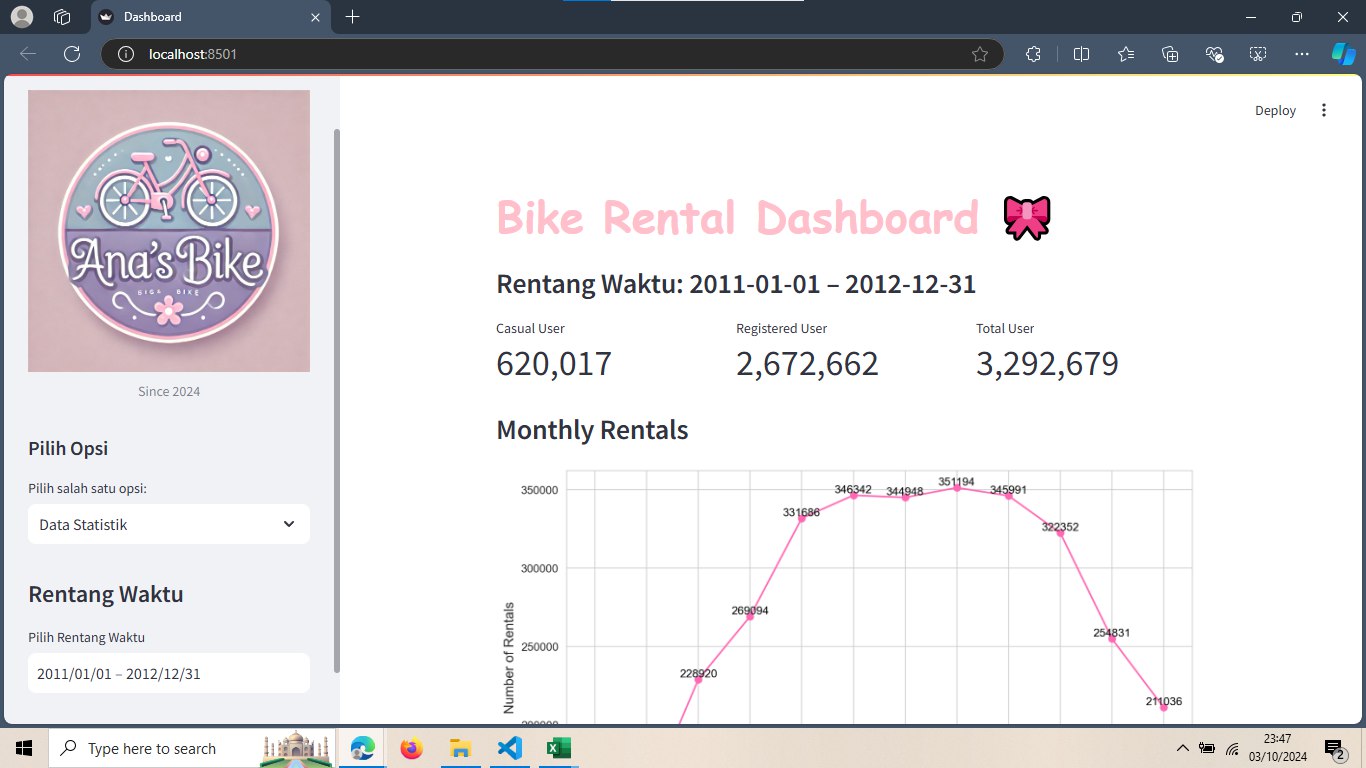 Dashboard
localhost:8501
Ana's Bike
Since 2024
Pilih Opsi
Pilih salah satu opsi:
Data Statistik
Rentang Waktu
Pilih Rentang Waktu
2011/01/01 – 2012/12/31
Deploy
Bike Rental Dashboard
Rentang Waktu: 2011-01-01 – 2012-12-31
Casual User Registered User Total User
620,017 2,672,662 3,292,679
Monthly Rentals
350000
300000
250000
200000
Number of Rentals
228920
269094
331686
346342
344948
351194
345991
322352
254831
211036
Type here to search
23:47
03/10/2024
2